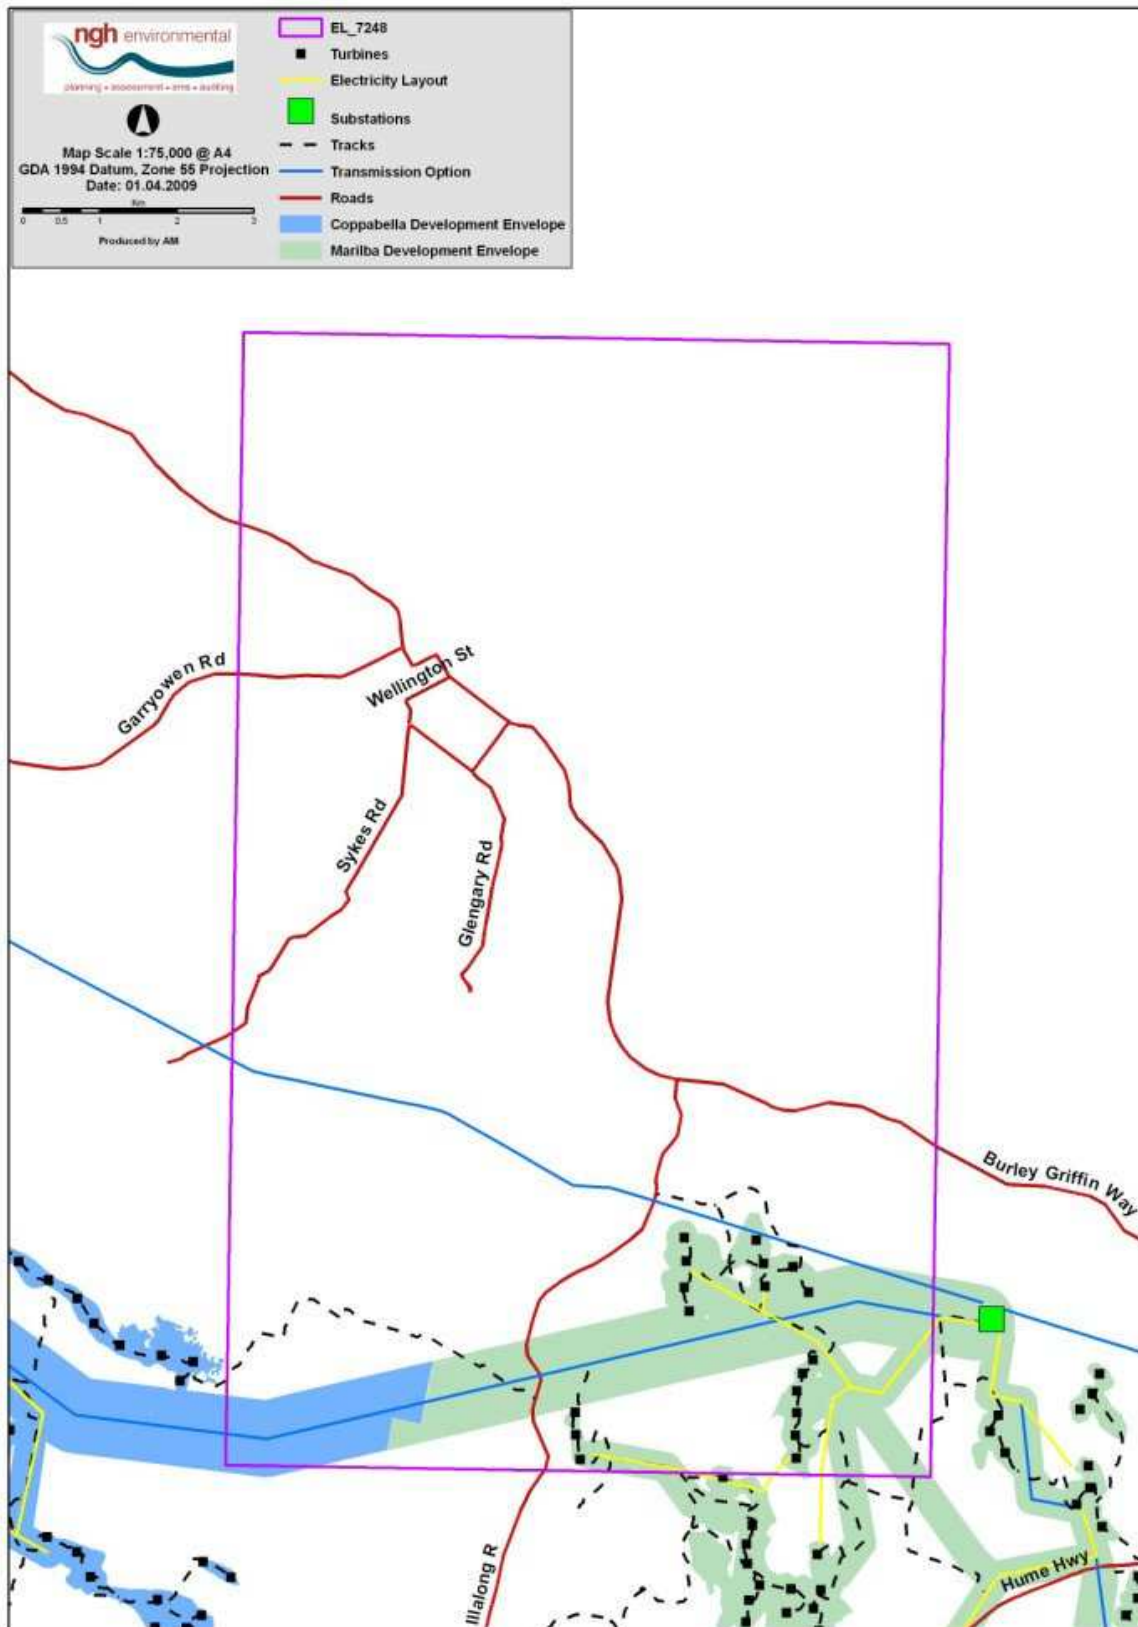 ngh environmental
planning • assessment • ems • auditing
Map Scale 1:75,000 @ A4
GDA 1994 Datum, Zone 55 Projection
Date: 01.04.2009
Km
0 0.5 1 2 3
Produced by AM
EL_7248
Turbines
Electricity Layout
Substations
Tracks
Transmission Option
Roads
Coppabella Development Envelope
Marilba Development Envelope
Garryowen Rd
Wellington St
Sykes Rd
Glengary Rd
Burley Griffin Way
Illalong R
Hume Hwy